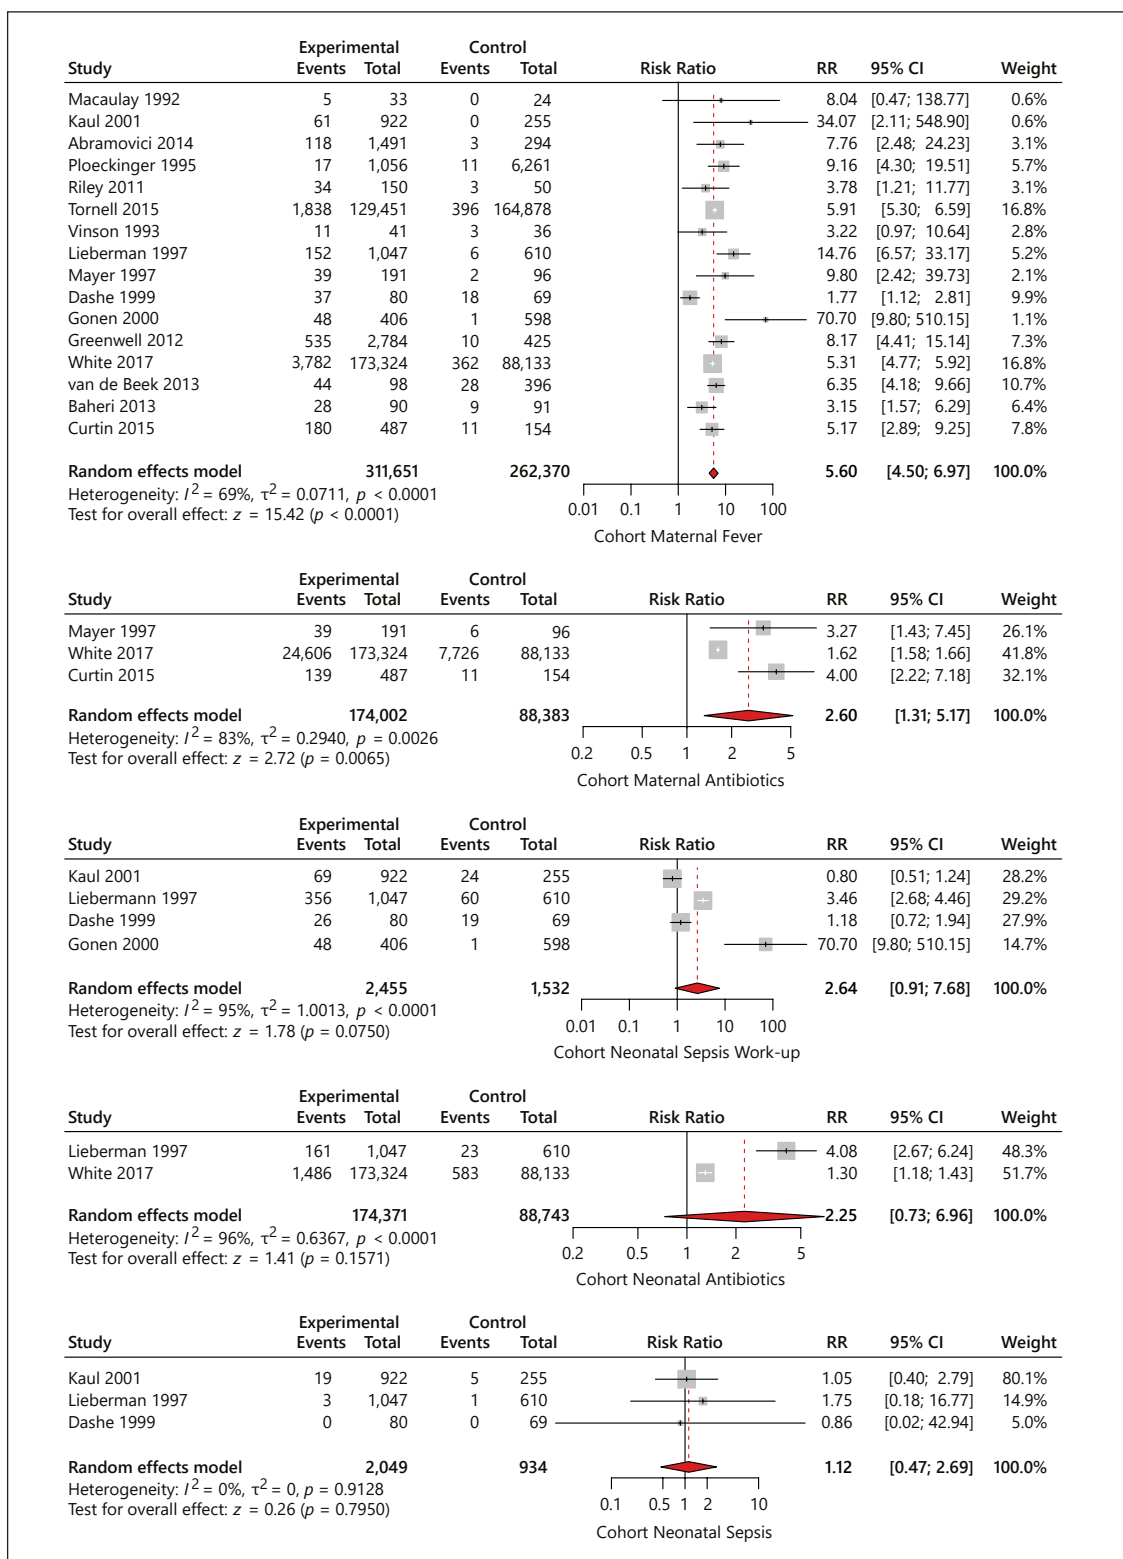 Experimental Control
Study Events Total Events Total Risk Ratio RR 95% CI Weight
Macaulay 1992 5 33 0 24 8.04 [0.47; 138.77] 0.6%
Kaul 2001 61 922 0 255 34.07 [2.11; 548.90] 0.6%
Abramovici 2014 118 1,491 3 294 7.76 [2.48; 24.23] 3.1%
Ploeckinger 1995 17 1,056 11 6,261 9.16 [4.30; 19.51] 5.7%
Riley 2011 34 150 3 50 3.78 [1.21; 11.77] 3.1%
Tornell 2015 1,838 129,451 396 164,878 5.91 [5.30; 6.59] 16.8%
Vinson 1993 11 41 3 36 3.22 [0.97; 10.64] 2.8%
Lieberman 1997 152 1,047 6 610 14.76 [6.57; 33.17] 5.2%
Mayer 1997 39 191 2 96 9.80 [2.42; 39.73] 2.1%
Dashe 1999 37 80 18 69 1.77 [1.12; 2.81] 9.9%
Gonen 2000 48 406 1 598 70.70 [9.80; 510.15] 1.1%
Greenwell 2012 535 2,784 10 425 8.17 [4.41; 15.14] 7.3%
White 2017 3,782 173,324 362 88,133 5.31 [4.77; 5.92] 16.8%
van de Beek 2013 44 98 28 396 6.35 [4.18; 9.66] 10.7%
Baheri 2013 28 90 9 91 3.15 [1.57; 6.29] 6.4%
Curtin 2015 180 487 11 154 5.17 [2.89; 9.25] 7.8%
Random effects model 311,651 262,370 5.60 [4.50; 6.97] 100.0%
Heterogeneity: I² = 69%, τ² = 0.0711, p < 0.0001
Test for overall effect: z = 15.42 (p < 0.0001)
0.01 0.1 1 10 100
Cohort Maternal Fever
Experimental Control
Study Events Total Events Total Risk Ratio RR 95% CI Weight
Mayer 1997 39 191 6 96 3.27 [1.43; 7.45] 26.1%
White 2017 24,606 173,324 7,726 88,133 1.62 [1.58; 1.66] 41.8%
Curtin 2015 139 487 11 154 4.00 [2.22; 7.18] 32.1%
Random effects model 174,002 88,383 2.60 [1.31; 5.17] 100.0%
Heterogeneity: I² = 83%, τ² = 0.2940, p = 0.0026
Test for overall effect: z = 2.72 (p = 0.0065)
0.2 0.5 1 2 5
Cohort Maternal Antibiotics
Experimental Control
Study Events Total Events Total Risk Ratio RR 95% CI Weight
Kaul 2001 69 922 24 255 0.80 [0.51; 1.24] 28.2%
Liebermann 1997 356 1,047 60 610 3.46 [2.68; 4.46] 29.2%
Dashe 1999 26 80 19 69 1.18 [0.72; 1.94] 27.9%
Gonen 2000 48 406 1 598 70.70 [9.80; 510.15] 14.7%
Random effects model 2,455 1,532 2.64 [0.91; 7.68] 100.0%
Heterogeneity: I² = 95%, τ² = 1.0013, p < 0.0001
Test for overall effect: z = 1.78 (p = 0.0750)
0.01 0.1 1 10 100
Cohort Neonatal Sepsis Work-up
Experimental Control
Study Events Total Events Total Risk Ratio RR 95% CI Weight
Lieberman 1997 161 1,047 23 610 4.08 [2.67; 6.24] 48.3%
White 2017 1,486 173,324 583 88,133 1.30 [1.18; 1.43] 51.7%
Random effects model 174,371 88,743 2.25 [0.73; 6.96] 100.0%
Heterogeneity: I² = 96%, τ² = 0.6367, p < 0.0001
Test for overall effect: z = 1.41 (p = 0.1571)
0.2 0.5 1 2 5
Cohort Neonatal Antibiotics
Experimental Control
Study Events Total Events Total Risk Ratio RR 95% CI Weight
Kaul 2001 19 922 5 255 1.05 [0.40; 2.79] 80.1%
Lieberman 1997 3 1,047 1 610 1.75 [0.18; 16.77] 14.9%
Dashe 1999 0 80 0 69 0.86 [0.02; 42.94] 5.0%
Random effects model 2,049 934 1.12 [0.47; 2.69] 100.0%
Heterogeneity: I² = 0%, τ² = 0, p = 0.9128
Test for overall effect: z = 0.26 (p = 0.7950)
0.1 0.5 1 2 10
Cohort Neonatal Sepsis